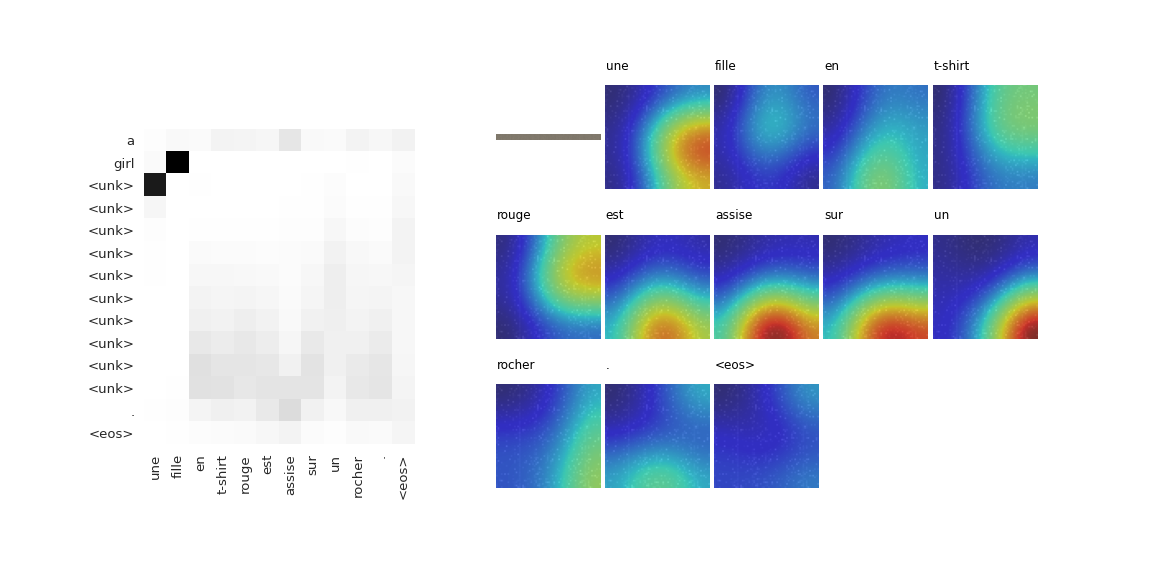 a
girl
<unk>
<unk>
<unk>
<unk>
<unk>
<unk>
<unk>
<unk>
<unk>
<unk>
.
<eos>
une fille en t-shirt rouge est assise sur un rocher . <eos>
une fille en t-shirt
rouge est assise sur un
rocher . <eos>